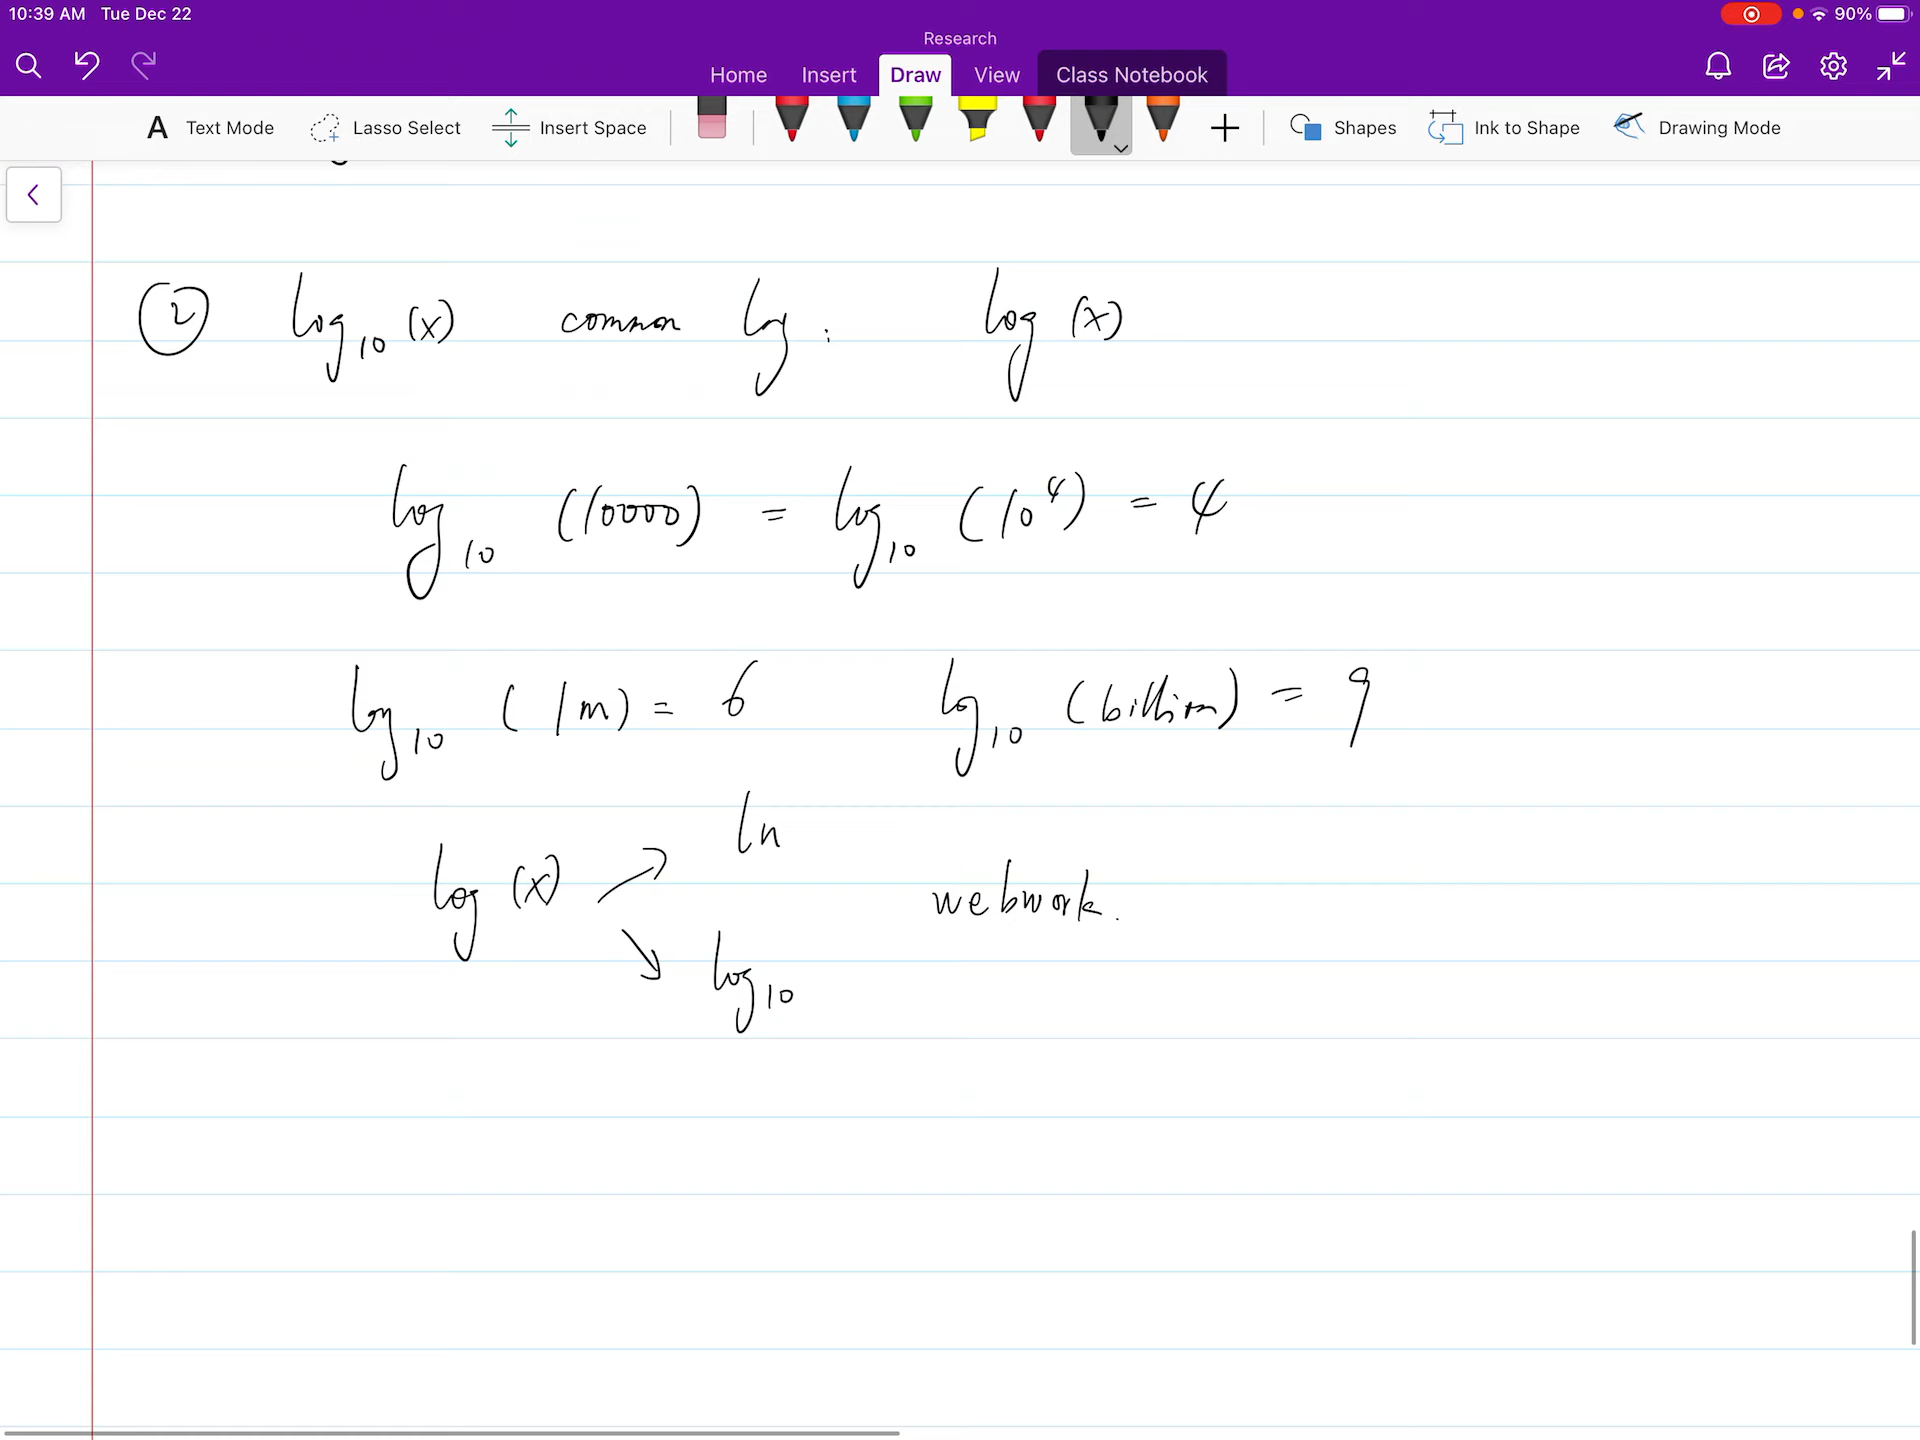 10:39 AM Tue Dec 22 90%
Research
Home Insert Draw View Class Notebook
A Text Mode Lasso Select Insert Space Shapes Ink to Shape Drawing Mode
② log₁₀ (x) common log : log (x)
log₁₀ (10000) = log₁₀ (10⁴) = 4
log₁₀ (1m) = 6 log₁₀ (billion) = 9
ln
log (x) ↗ webwork.
↘ log₁₀